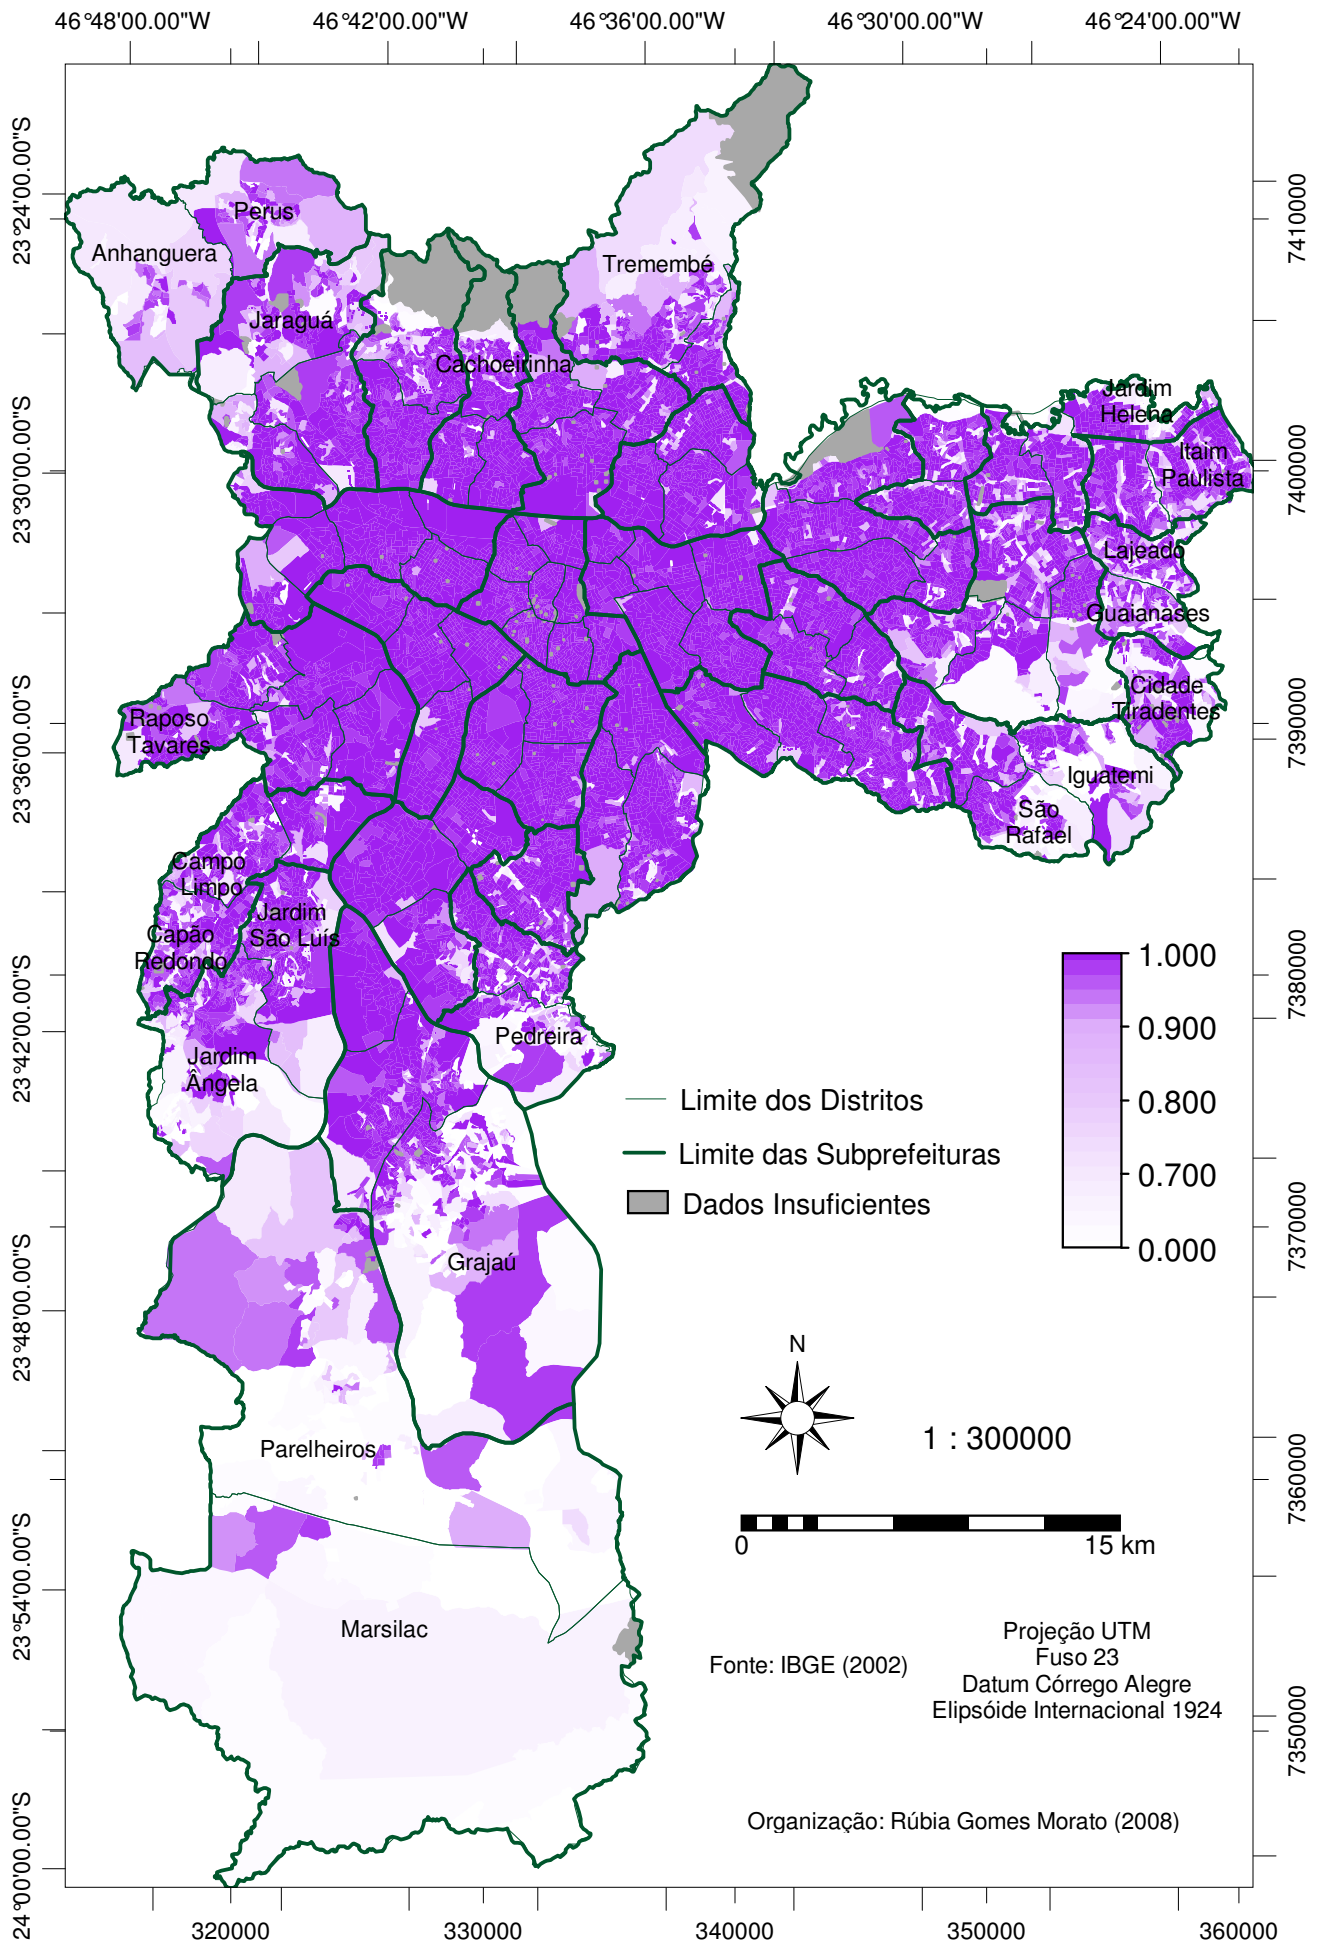 46°48'00.00"W
46°42'00.00"W
46°36'00.00"W
46°30'00.00"W
46°24'00.00"W
23°24'00.00"S
23°30'00.00"S
23°36'00.00"S
23°42'00.00"S
23°48'00.00"S
23°54'00.00"S
24°00'00.00"S
7410000
7400000
7390000
7380000
7370000
7360000
7350000
Perus
Anhanguera
Tremembé
Jaraguá
Cachoeirinha
Jardim
Helena
Itaim
Paulista
Lajeado
Guaianases
Cidade
Tiradentes
Raposo
Tavares
Iguatemi
São
Rafael
Campo
Limpo
Jardim
São Luís
Capão
Redondo
Pedreira
Jardim
Ângela
Grajaú
Parelheiros
Marsilac
1.000
0.900
0.800
0.700
0.000
Limite dos Distritos
Limite das Subprefeituras
Dados Insuficientes
N
1 : 300000
0
15 km
Fonte: IBGE (2002)
Projeção UTM
Fuso 23
Datum Córrego Alegre
Elipsóide Internacional 1924
Organização: Rúbia Gomes Morato (2008)
320000
330000
340000
350000
360000